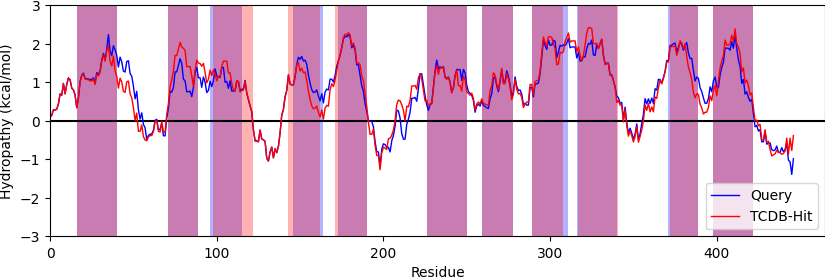 3
2
1
0
−1
−2
−3
Hydropathy (kcal/mol)
0 100 200 300 400
Residue
Query
TCDB-Hit